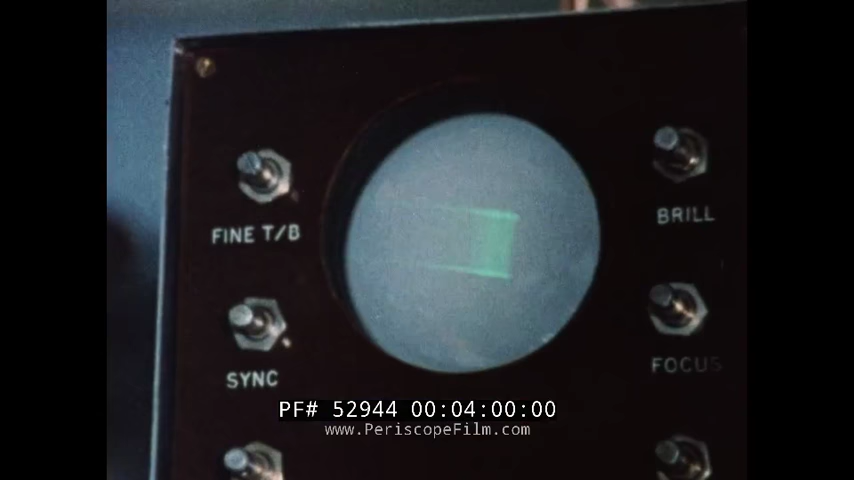 FINE T/B
BRILL
SYNC
FOCUS
PF# 52944 00:04:00:00
www.PeriscopeFilm.com